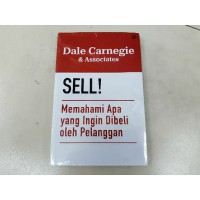 Dale Carnegie
& Associates
SELL!
Memahami Apa
yang Ingin Dibeli
oleh Pelanggan